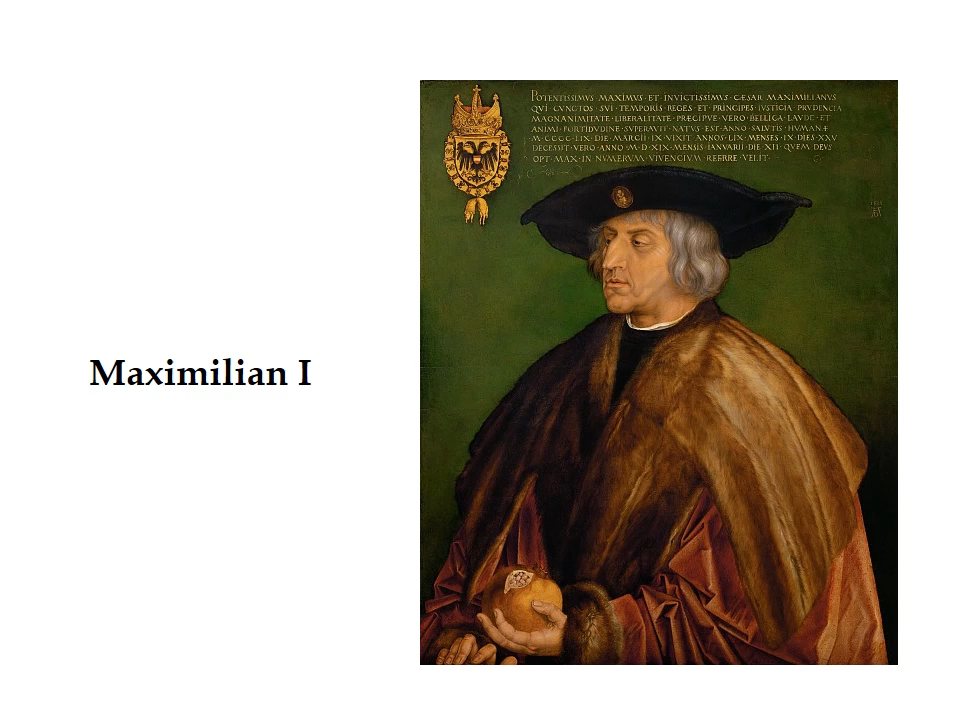 Maximilian I
POTENTISSIMVS · MAXIMVS · ET · INVICTISSIMVS · CÆSAR · MAXIMILIANVS
QVI · CVNCTOS · SVI · TEMPORIS · REGES · ET · PRINCIPES · IVSTICIA · PRVDENCIA
MAGNANIMITATE · LIBERALITATE · PRÆCIPVE · VERO · BELLICA · LAVDE · ET
ANIMI · FORTITVDINE · SVPERAVIT · NATVS · EST · ANNO · SALVTIS · HVMANÆ
M · CCCC · LIX · DIE · MARCII · IX · VIXIT · ANNOS · LIX · MENSES · IX · DIES · XXV
DECESSIT · VERO · ANNO · M · D · XIX · MENSIS · IANVARII · DIE · XII · QVEM · DEVS
OPT · MAX · IN · NVMERVM · VIVENCIVM · REFERRE · VELIT